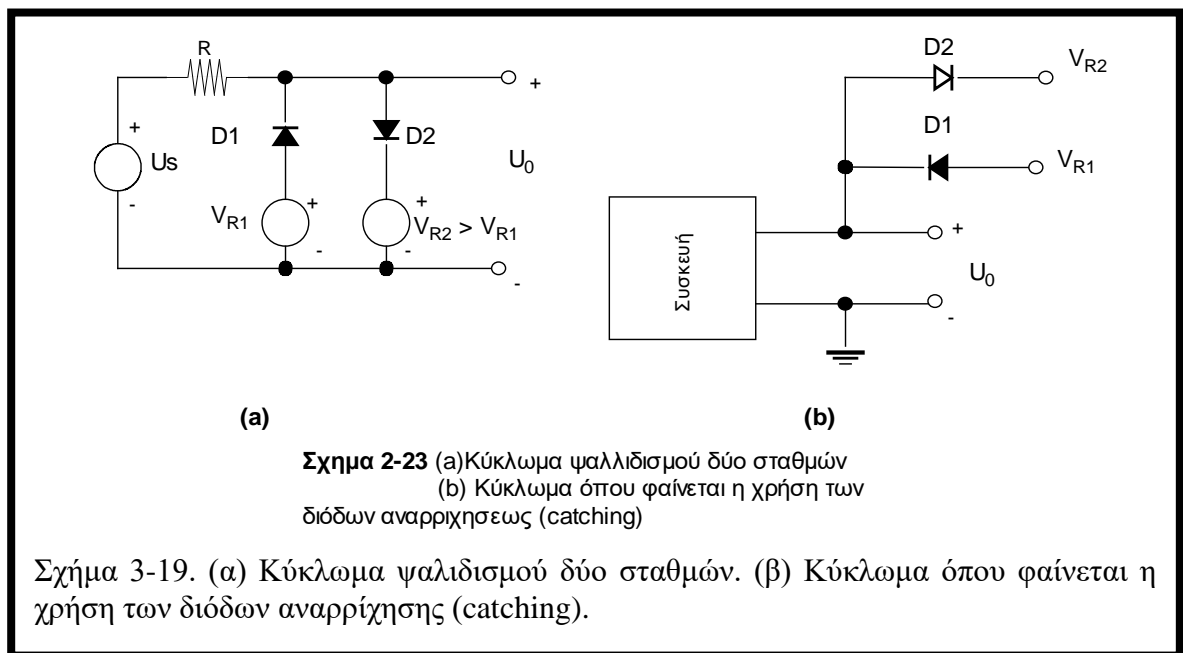 R
+
D1
D2
+
Us
-
U0
VR1
+
-
+
VR2 > VR1
-
-
D2
VR2
D1
VR1
Συσκευή
+
U0
-
(a)
(b)
Σχημα 2-23 (a)Κύκλωμα ψαλλιδισμού δύο σταθμών
(b) Κύκλωμα όπου φαίνεται η χρήση των
διόδων αναρριχησεως (catching)
Σχήμα 3-19. (α) Κύκλωμα ψαλιδισμού δύο σταθμών. (β) Κύκλωμα όπου φαίνεται η
χρήση των διόδων αναρρίχησης (catching).